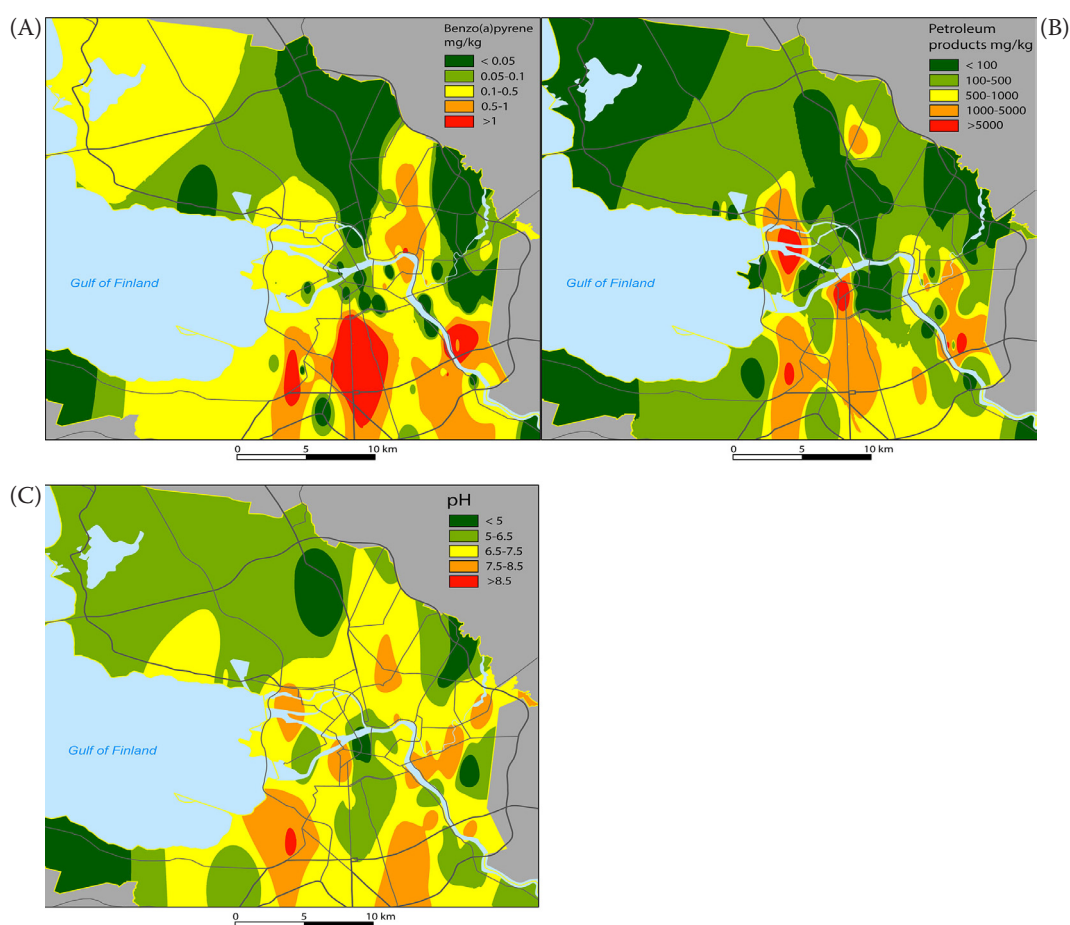 (A)
Benzo(a)pyrene
mg/kg
< 0.05
0.05-0.1
0.1-0.5
0.5-1
>1
Gulf of Finland
0 5 10 km
(B)
Petroleum
products mg/kg
< 100
100-500
500-1000
1000-5000
>5000
Gulf of Finland
0 5 10 km
(C)
pH
< 5
5-6.5
6.5-7.5
7.5-8.5
>8.5
Gulf of Finland
0 5 10 km